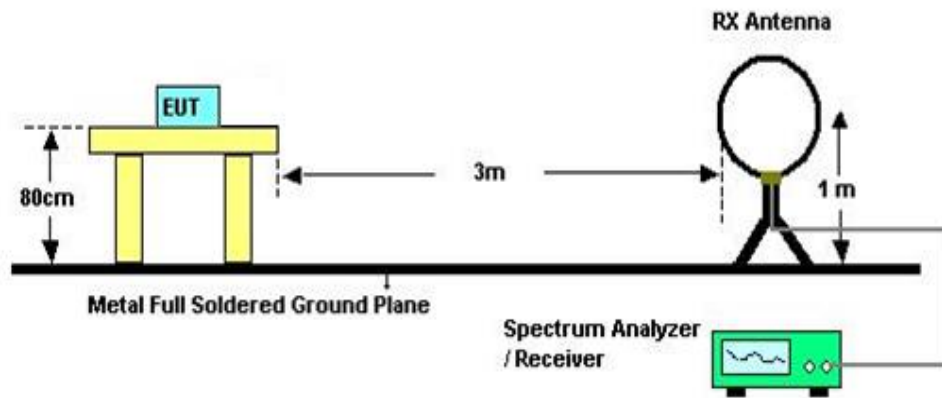 RX Antenna
EUT
3m
80cm
1 m
Metal Full Soldered Ground Plane
Spectrum Analyzer
/ Receiver